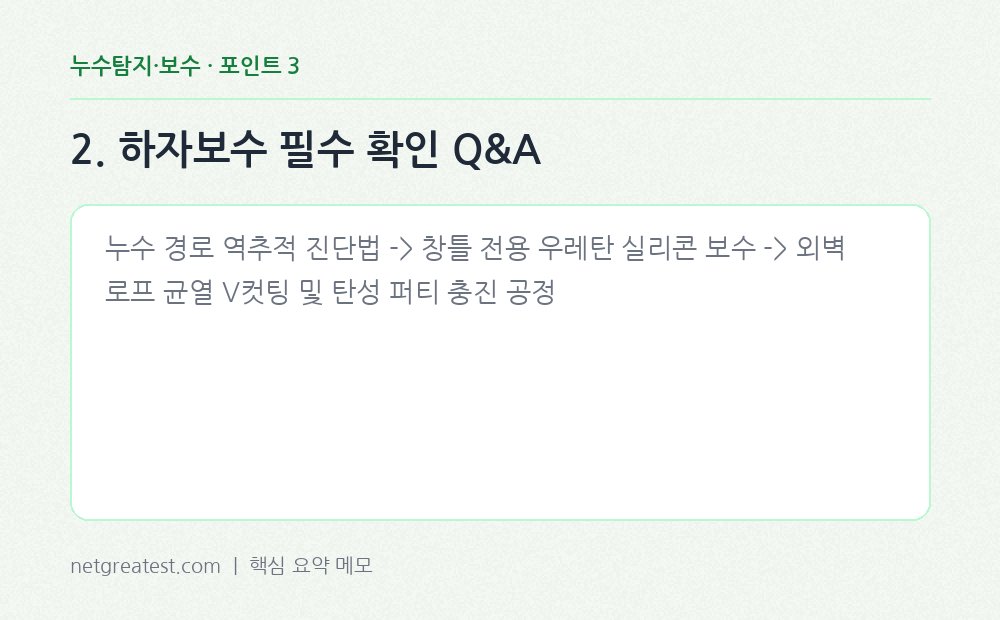 누수탐지·보수 · 포인트 3
2. 하자보수 필수 확인 Q&A
누수 경로 역추적 진단법 -> 창틀 전용 우레탄 실리콘 보수 -> 외벽
로프 균열 V컷팅 및 탄성 퍼티 충진 공정
netgreatest.com | 핵심 요약 메모